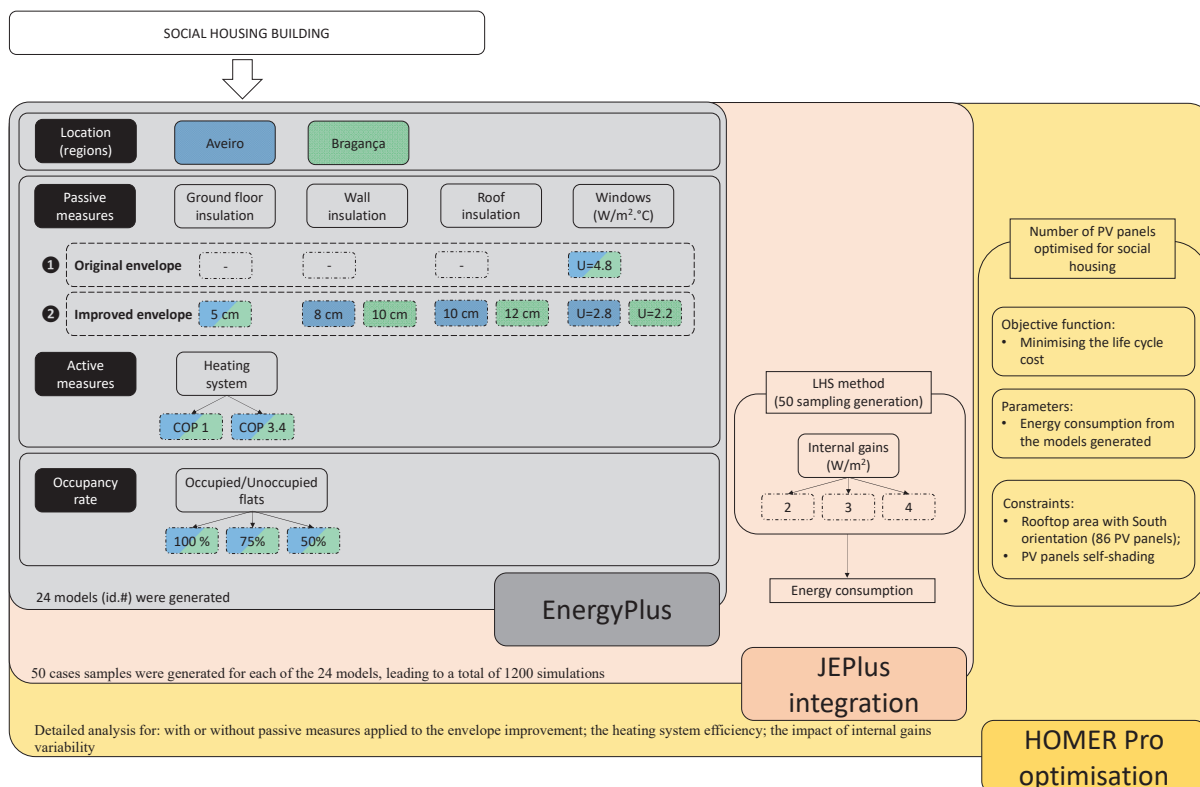 SOCIAL HOUSING BUILDING
Location
(regions)
Aveiro
Bragança
Passive
measures
Ground floor
insulation
Wall
insulation
Roof
insulation
Windows
(W/m².°C)
❶ Original envelope
-
-
-
U=4.8
❷ Improved envelope
5 cm
8 cm
10 cm
10 cm
12 cm
U=2.8
U=2.2
Active
measures
Heating
system
COP 1
COP 3.4
Occupancy
rate
Occupied/Unoccupied
flats
100 %
75%
50%
24 models (id.#) were generated
EnergyPlus
LHS method
(50 sampling generation)
Internal gains
(W/m²)
2
3
4
Energy consumption
50 cases samples were generated for each of the 24 models, leading to a total of 1200 simulations
JEPlus
integration
Number of PV panels
optimised for social
housing
Objective function:
• Minimising the life cycle
cost
Parameters:
• Energy consumption from
the models generated
Constraints:
• Rooftop area with South
orientation (86 PV panels);
• PV panels self-shading
Detailed analysis for: with or without passive measures applied to the envelope improvement; the heating system efficiency; the impact of internal gains
variability
HOMER Pro
optimisation